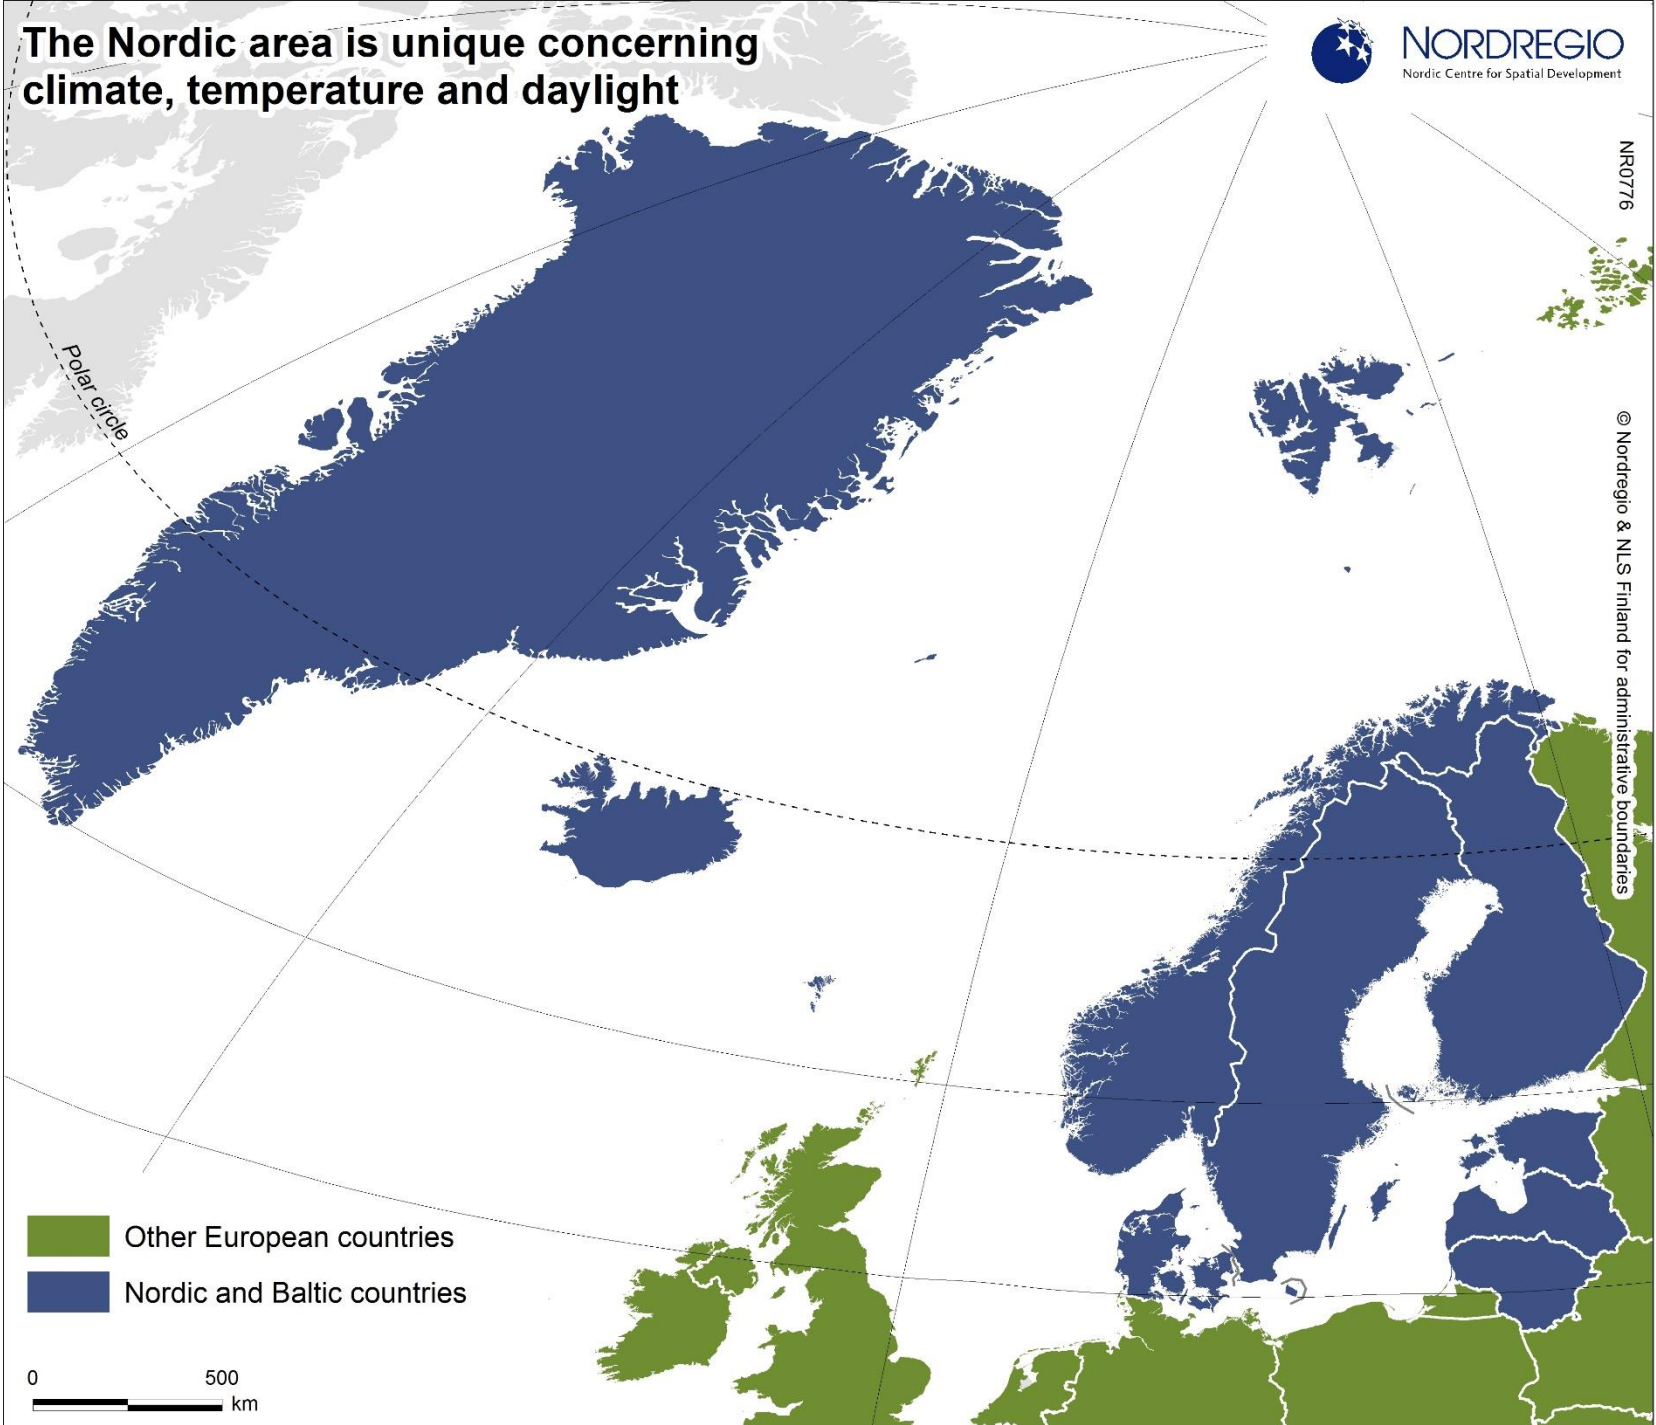 The Nordic area is unique concerning
climate, temperature and daylight
NORDREGIO
Nordic Centre for Spatial Development
NR0776
© Nordregio & NLS Finland for administrative boundaries
Polar circle
Other European countries
Nordic and Baltic countries
0 500
km